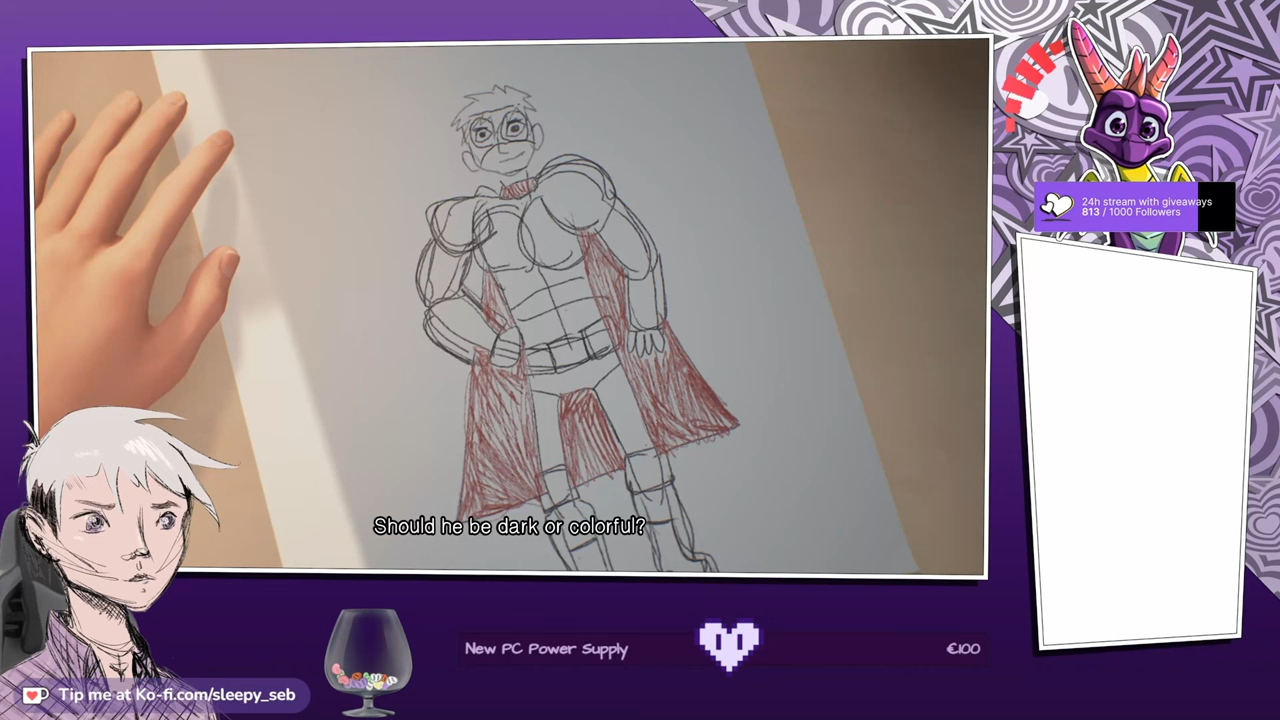 24h stream with giveaways
813 / 1000 Followers
Should he be dark or colorful?
New PC Power Supply
€100
Tip me at Ko-fi.com/sleepy_seb